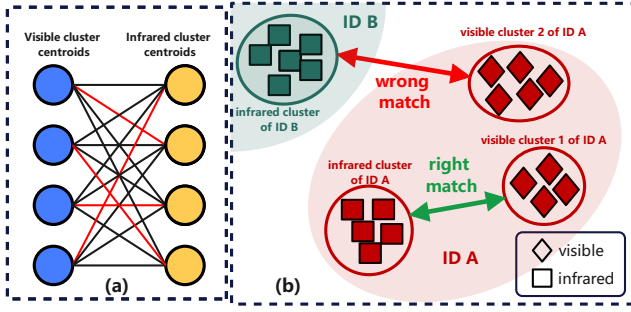 Visible cluster
centroids
Infrared cluster
centroids
(a)
ID B
infrared cluster
of ID B
wrong
match
visible cluster 2 of ID A
visible cluster 1 of ID A
infrared cluster
of ID A
right
match
ID A
(b)
visible
infrared